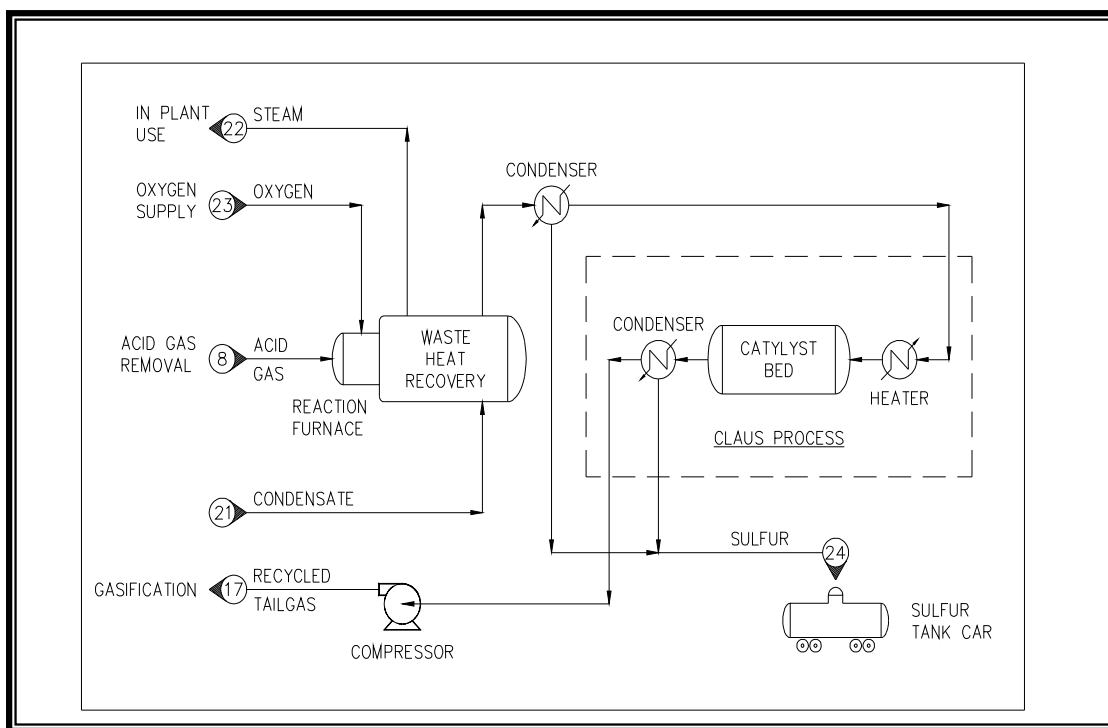 IN PLANT
USE
22
STEAM
OXYGEN
SUPPLY
23
OXYGEN
CONDENSER
ACID GAS
REMOVAL
8
ACID
GAS
REACTION
FURNACE
WASTE
HEAT
RECOVERY
CONDENSER
CATYLYST
BED
HEATER
CLAUS PROCESS
21
CONDENSATE
SULFUR
24
GASIFICATION
17
RECYCLED
TAILGAS
COMPRESSOR
SULFUR
TANK CAR